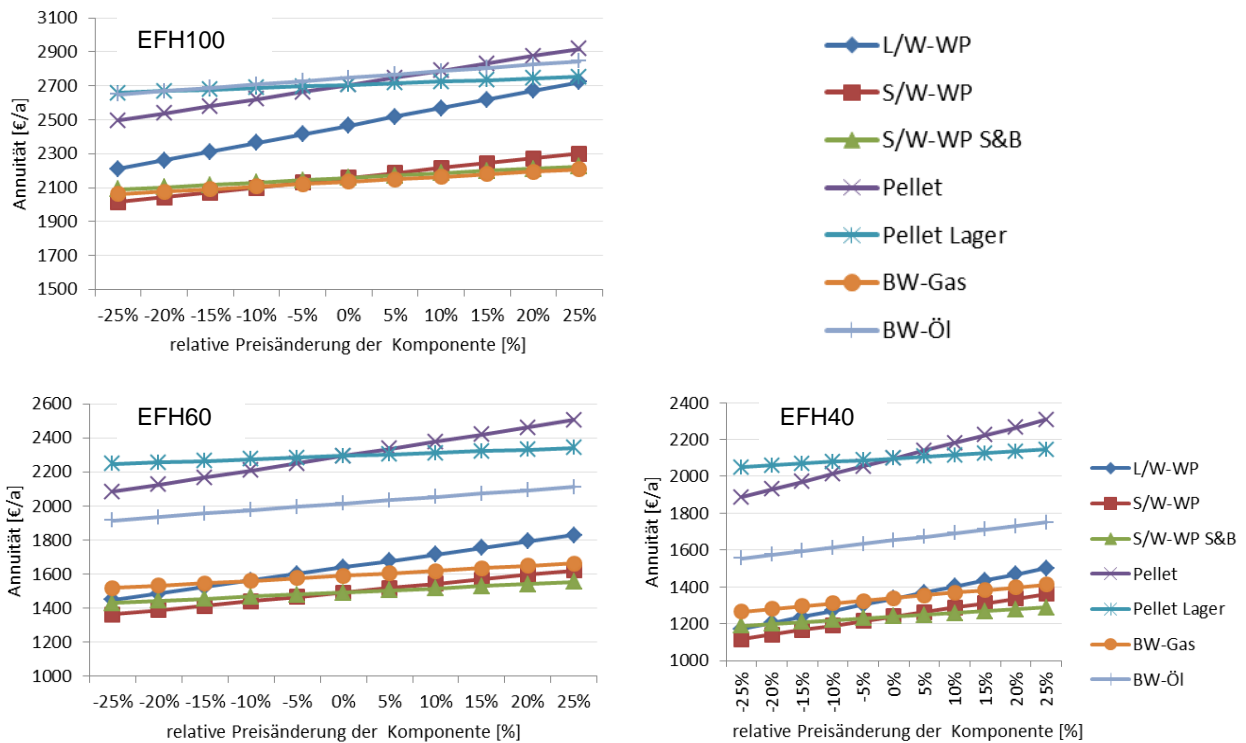 EFH100
Annuität [€/a]
3100
2900
2700
2500
2300
2100
1900
1700
1500
-25% -20% -15% -10% -5% 0% 5% 10% 15% 20% 25%
relative Preisänderung der Komponente [%]
L/W-WP
S/W-WP
S/W-WP S&B
Pellet
Pellet Lager
BW-Gas
BW-Öl
EFH60
Annuität [€/a]
2600
2400
2200
2000
1800
1600
1400
1200
1000
-25% -20% -15% -10% -5% 0% 5% 10% 15% 20% 25%
relative Preisänderung der Komponente [%]
EFH40
Annuität [€/a]
2400
2200
2000
1800
1600
1400
1200
1000
-25% -20% -15% -10% -5% 0% 5% 10% 15% 20% 25%
relative Preisänderung der Komponente [%]
L/W-WP
S/W-WP
S/W-WP S&B
Pellet
Pellet Lager
BW-Gas
BW-Öl